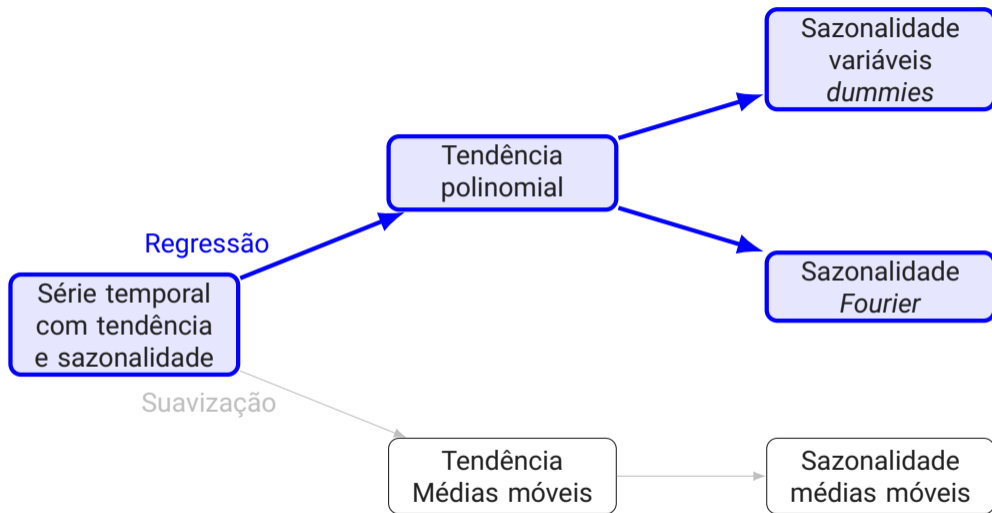 Sazonalidade
variáveis
dummies
Tendência
polinomial
Regressão
Sazonalidade
Fourier
Série temporal
com tendência
e sazonalidade
Suavização
Tendência
Médias móveis
Sazonalidade
médias móveis